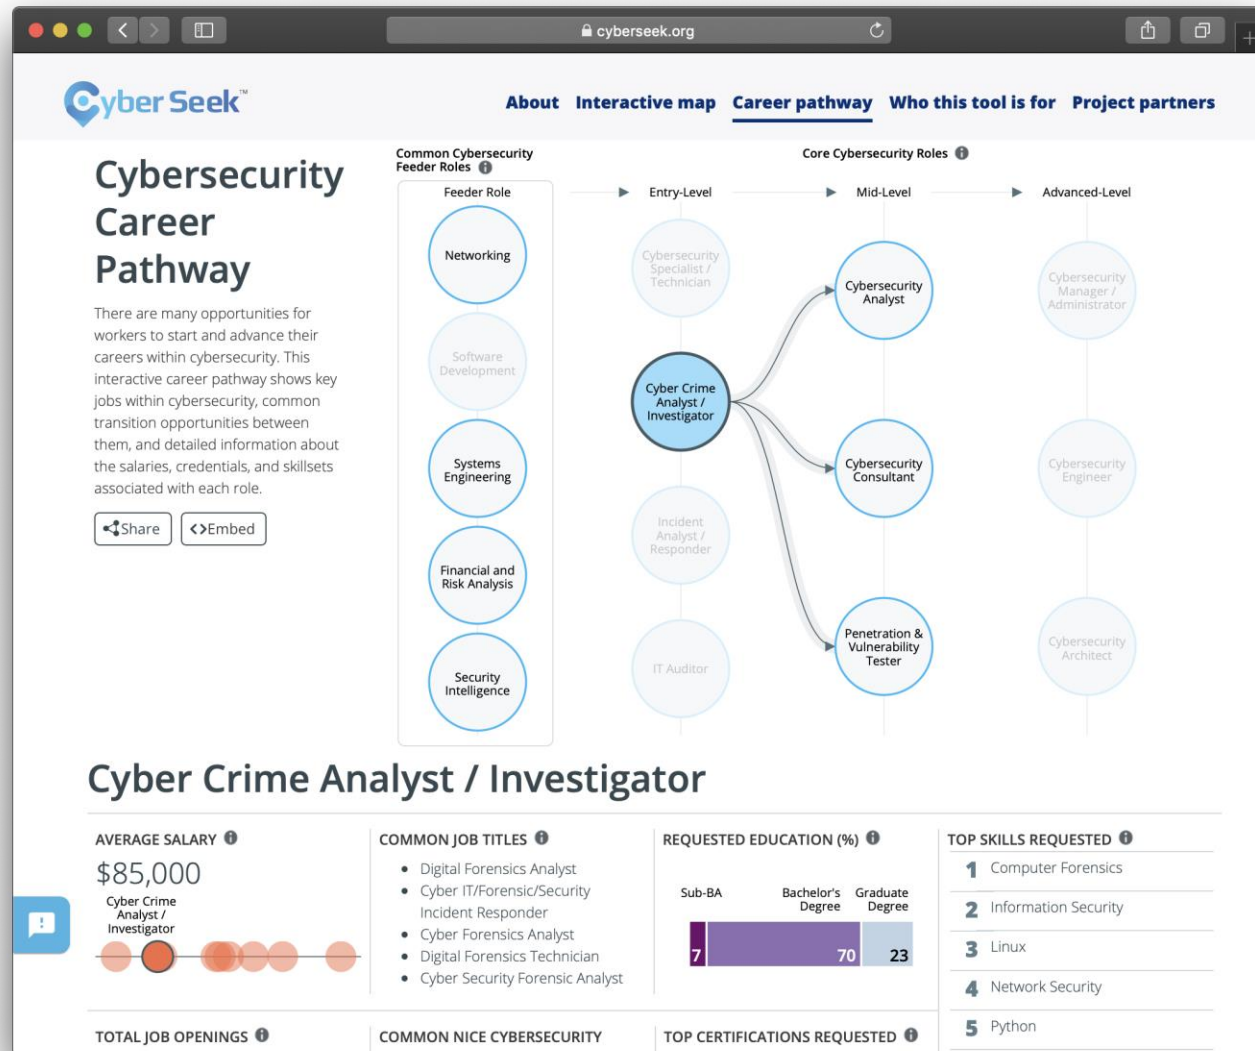 cyberseek.org
Cyber Seek™
About Interactive map Career pathway Who this tool is for Project partners
Cybersecurity
Career
Pathway
There are many opportunities for
workers to start and advance their
careers within cybersecurity. This
interactive career pathway shows key
jobs within cybersecurity, common
transition opportunities between
them, and detailed information about
the salaries, credentials, and skillsets
associated with each role.
Share <>Embed
Common Cybersecurity
Feeder Roles
Core Cybersecurity Roles
Feeder Role
Entry-Level
Mid-Level
Advanced-Level
Networking
Software
Development
Systems
Engineering
Financial and
Risk Analysis
Security
Intelligence
Cybersecurity
Specialist /
Technician
Cyber Crime
Analyst /
Investigator
Incident
Analyst /
Responder
IT Auditor
Cybersecurity
Analyst
Cybersecurity
Consultant
Penetration &
Vulnerability
Tester
Cybersecurity
Manager /
Administrator
Cybersecurity
Engineer
Cybersecurity
Architect
Cyber Crime Analyst / Investigator
AVERAGE SALARY
$85,000
Cyber Crime
Analyst /
Investigator
COMMON JOB TITLES
• Digital Forensics Analyst
• Cyber IT/Forensic/Security
Incident Responder
• Cyber Forensics Analyst
• Digital Forensics Technician
• Cyber Security Forensic Analyst
REQUESTED EDUCATION (%)
Sub-BA
Bachelor's
Degree
Graduate
Degree
7 70 23
TOP SKILLS REQUESTED
1 Computer Forensics
2 Information Security
3 Linux
4 Network Security
5 Python
TOTAL JOB OPENINGS
COMMON NICE CYBERSECURITY
TOP CERTIFICATIONS REQUESTED